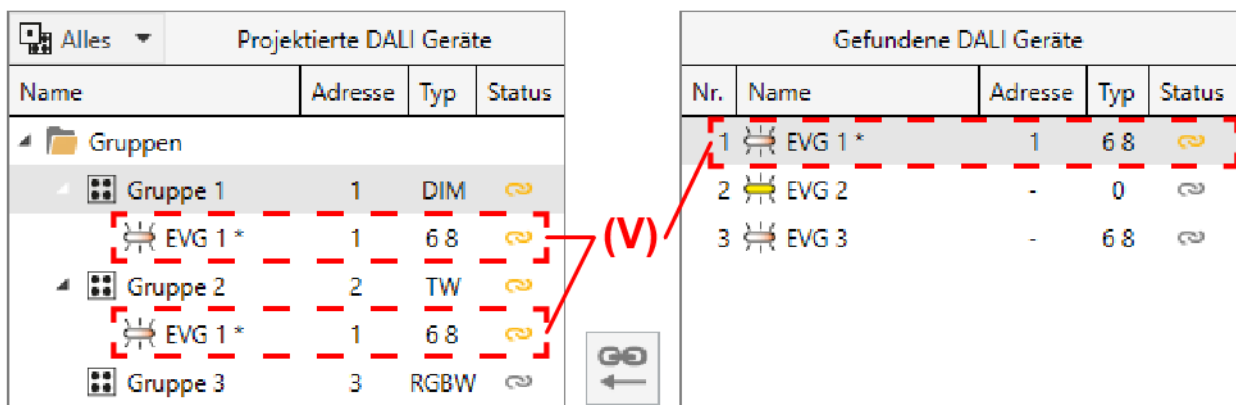 Alles Projektierte DALI Geräte
Name Adresse Typ Status
Gruppen
Gruppe 1 1 DIM
EVG 1 * 1 6 8
Gruppe 2 2 TW
EVG 1 * 1 6 8
Gruppe 3 3 RGBW
(V)
Gefundene DALI Geräte
Nr. Name Adresse Typ Status
1 EVG 1 * 1 6 8
2 EVG 2 - 0
3 EVG 3 - 6 8